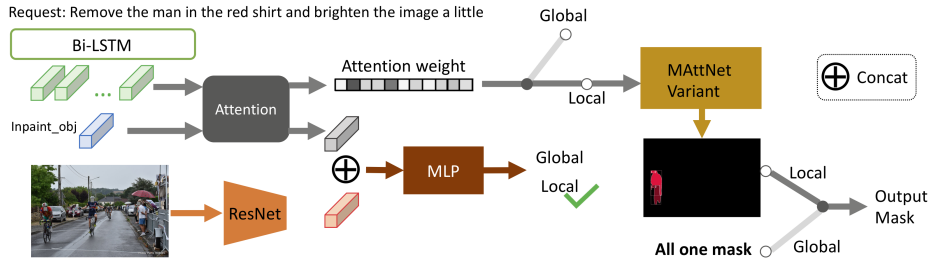 Request: Remove the man in the red shirt and brighten the image a little
Bi-LSTM
Global
Attention weight
MAttNet
Variant
Concat
...
Attention
Local
Inpaint_obj
Global
Local
MLP
ResNet
Local
Output
Mask
All one mask
Global